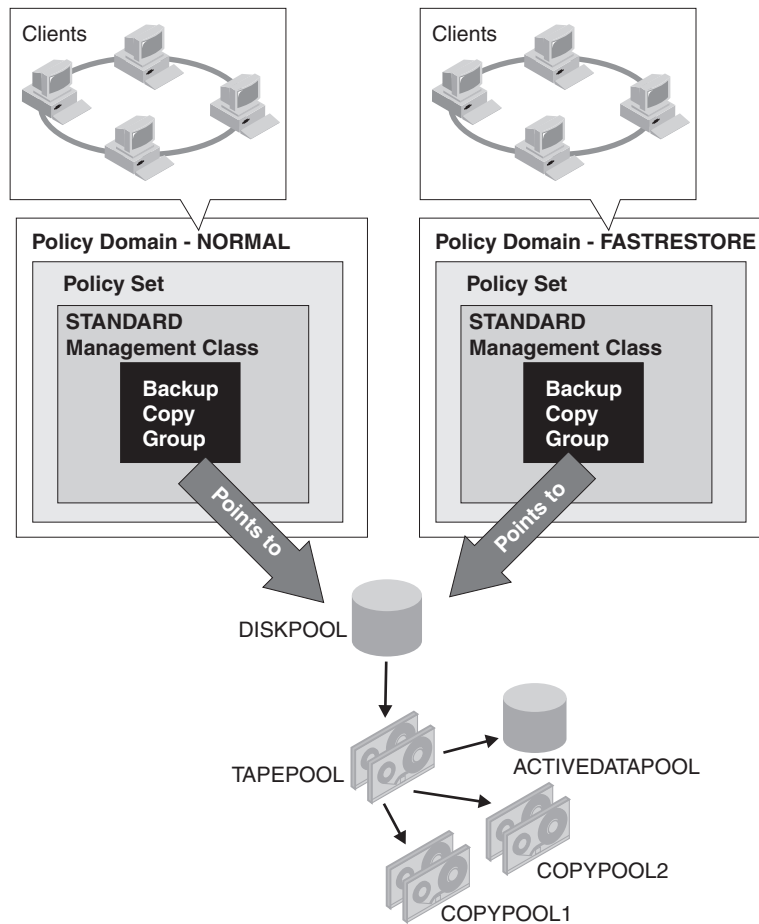 Clients
Clients
Policy Domain - NORMAL
Policy Set
STANDARD
Management Class
Backup
Copy
Group
Points to
Policy Domain - FASTRESTORE
Policy Set
STANDARD
Management Class
Backup
Copy
Group
Points to
DISKPOOL
TAPEPOOL
ACTIVEDATAPOOL
COPYPOOL2
COPYPOOL1